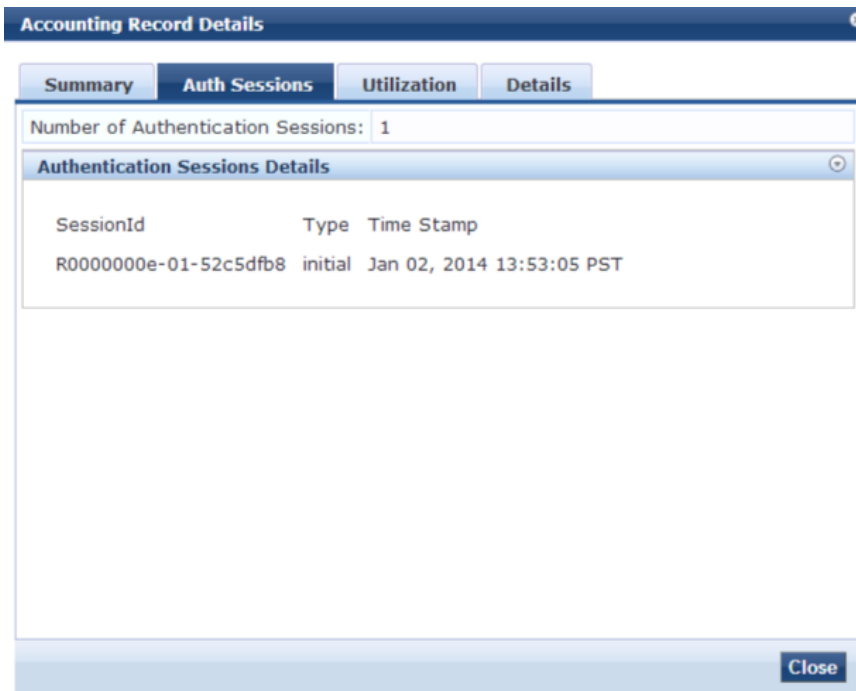 Accounting Record Details
Summary Auth Sessions Utilization Details
Number of Authentication Sessions: 1
Authentication Sessions Details
SessionId Type Time Stamp
R0000000e-01-52c5dfb8 initial Jan 02, 2014 13:53:05 PST
Close